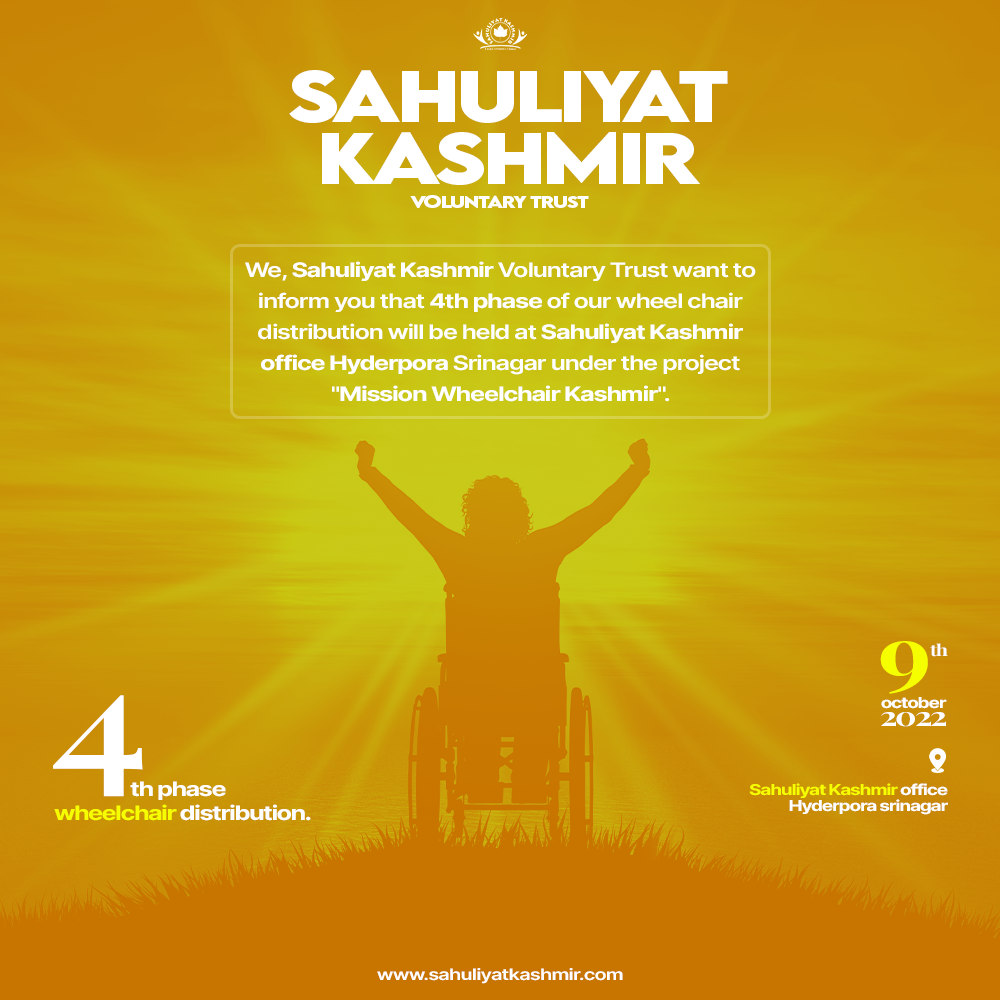 SAHULIYAT KASHMIR
SAHULIYAT
KASHMIR
VOLUNTARY TRUST
We, Sahuliyat Kashmir Voluntary Trust want to
inform you that 4th phase of our wheel chair
distribution will be held at Sahuliyat Kashmir
office Hyderpora Srinagar under the project
"Mission Wheelchair Kashmir".
9th
october
2022
4th phase
wheelchair distribution.
Sahuliyat Kashmir office
Hyderpora srinagar
www.sahuliyatkashmir.com